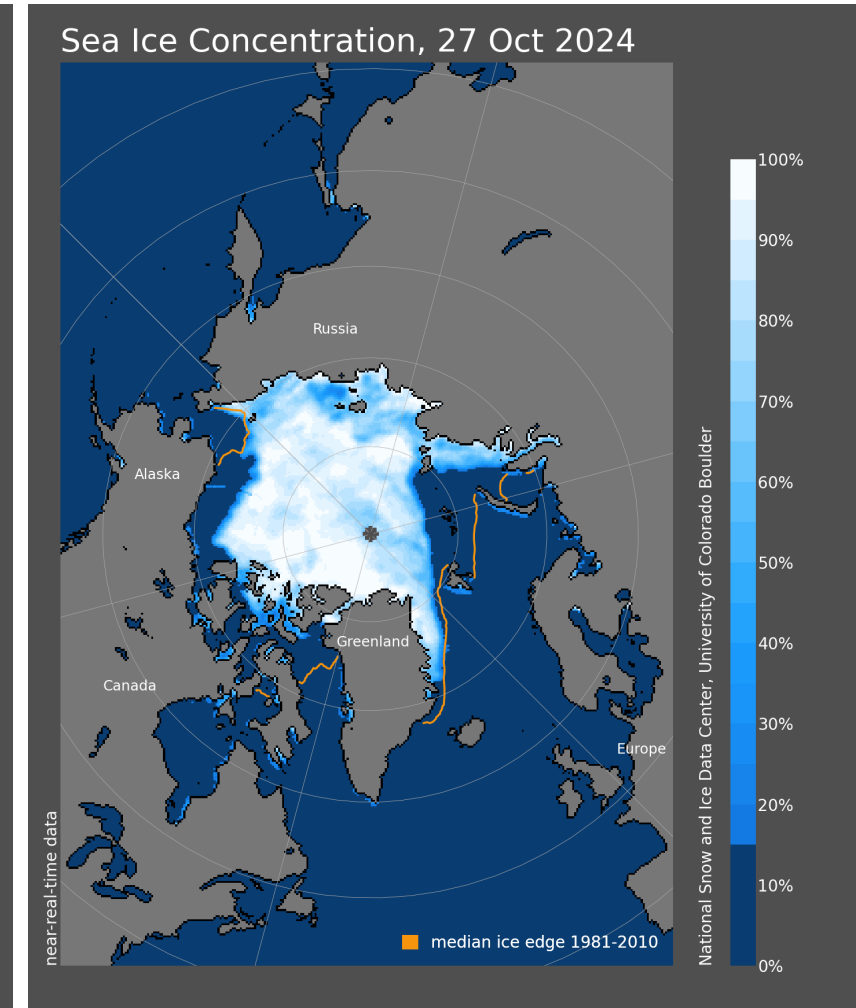 Sea Ice Concentration, 27 Oct 2024
Russia
Alaska
Greenland
Canada
Europe
near-real-time data
median ice edge 1981-2010
100%
90%
80%
70%
60%
50%
40%
30%
20%
10%
0%
National Snow and Ice Data Center, University of Colorado Boulder